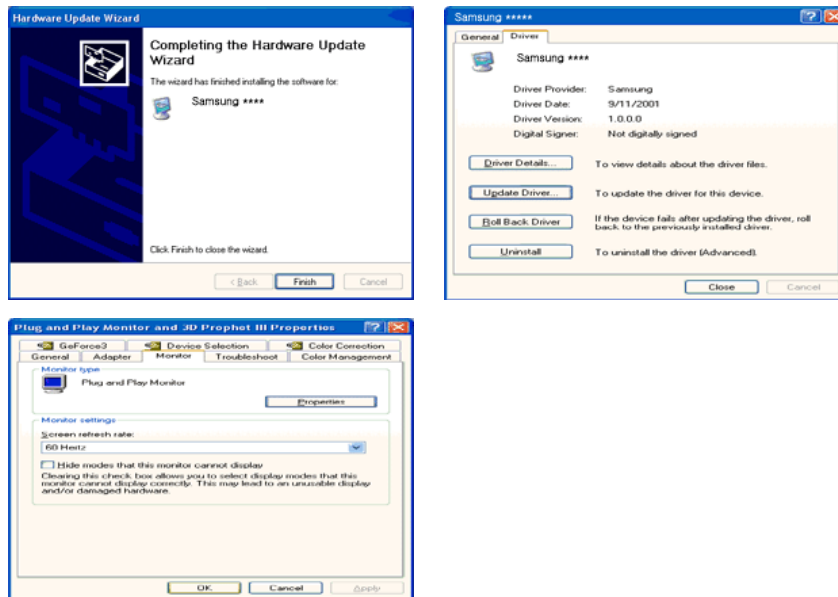 Hardware Update Wizard
Completing the Hardware Update
Wizard
The wizard has finished installing the software for:
Samsung ****
Click Finish to close the wizard.
< Back
Finish
Cancel
Samsung *****
General
Driver
Samsung ****
Driver Provider: Samsung
Driver Date: 9/11/2001
Driver Version: 1.0.0.0
Digital Signer: Not digitally signed
Driver Details...
To view details about the driver files.
Update Driver...
To update the driver for this device.
Roll Back Driver
If the device fails after updating the driver, roll
back to the previously installed driver.
Uninstall
To uninstall the driver (Advanced).
Close
Cancel
Plug and Play Monitor and 3D Prophet III Properties
GeForce3
Device Selection
Color Correction
General
Adapter
Monitor
Troubleshoot
Color Management
Monitor type
Plug and Play Monitor
Properties
Monitor settings
Screen refresh rate:
60 Hertz
Hide modes that this monitor cannot display
Clearing this check box allows you to select display modes that this
monitor cannot display correctly. This may lead to an unusable display
and/or damaged hardware.
OK
Cancel
Apply